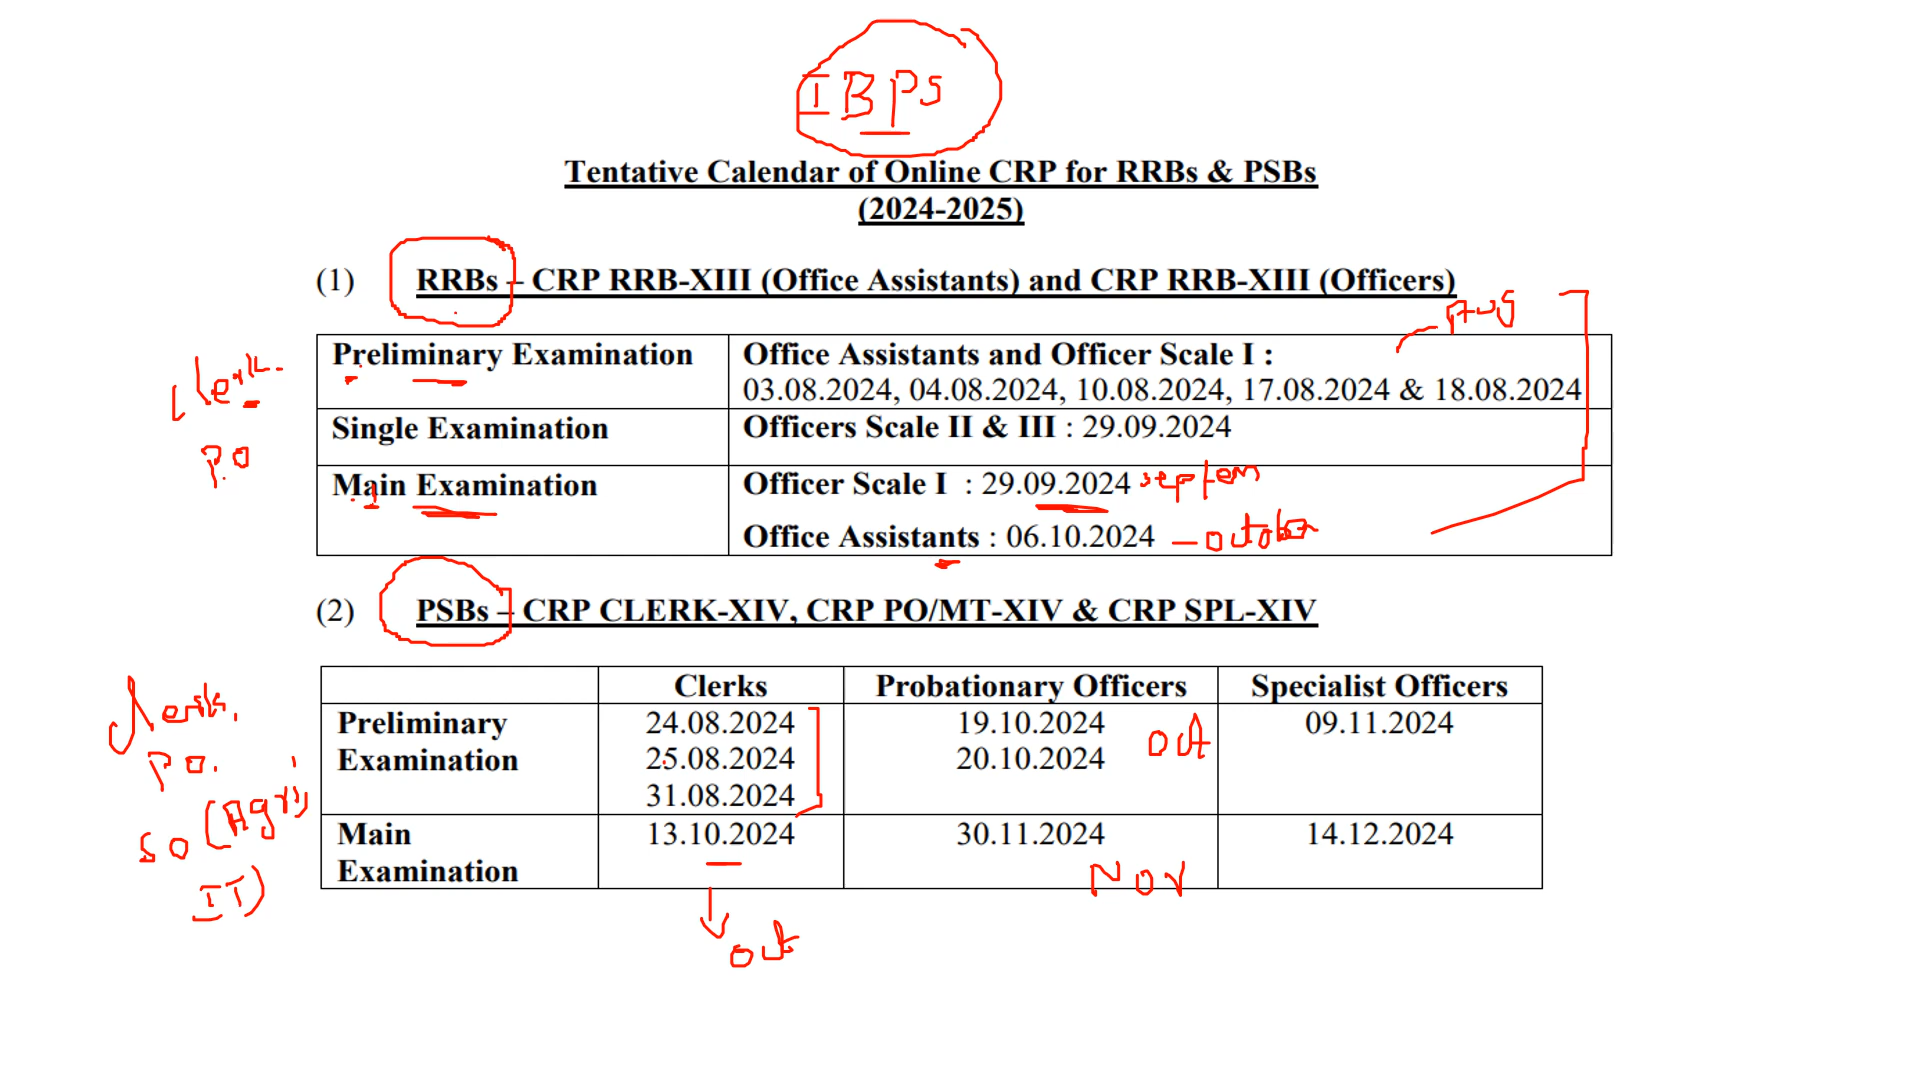 IBPS
Tentative Calendar of Online CRP for RRBs & PSBs
(2024-2025)
(1) RRBs – CRP RRB-XIII (Office Assistants) and CRP RRB-XIII (Officers)
Aug
Clerk
PO
Preliminary Examination Office Assistants and Officer Scale I :
03.08.2024, 04.08.2024, 10.08.2024, 17.08.2024 & 18.08.2024
Single Examination Officers Scale II & III : 29.09.2024
Main Examination Officer Scale I : 29.09.2024 septem
Office Assistants : 06.10.2024 – october
(2) PSBs – CRP CLERK-XIV, CRP PO/MT-XIV & CRP SPL-XIV
Clerk.
PO.
SO (Agri)
IT)
Clerks Probationary Officers Specialist Officers
Preliminary Examination
24.08.2024 19.10.2024 09.11.2024
25.08.2024 20.10.2024
31.08.2024
oct
Main Examination
13.10.2024 30.11.2024 14.12.2024
Nov
oct